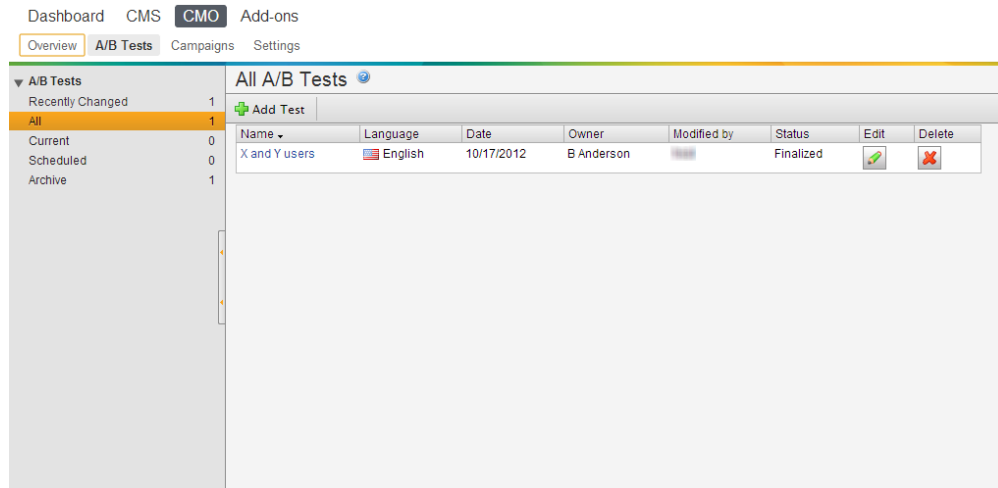 Dashboard CMS CMO Add-ons
Overview A/B Tests Campaigns Settings
A/B Tests
Recently Changed 1
All 1
Current 0
Scheduled 0
Archive 1
All A/B Tests
Add Test
Name Language Date Owner Modified by Status Edit Delete
X and Y users English 10/17/2012 B Anderson Finalized